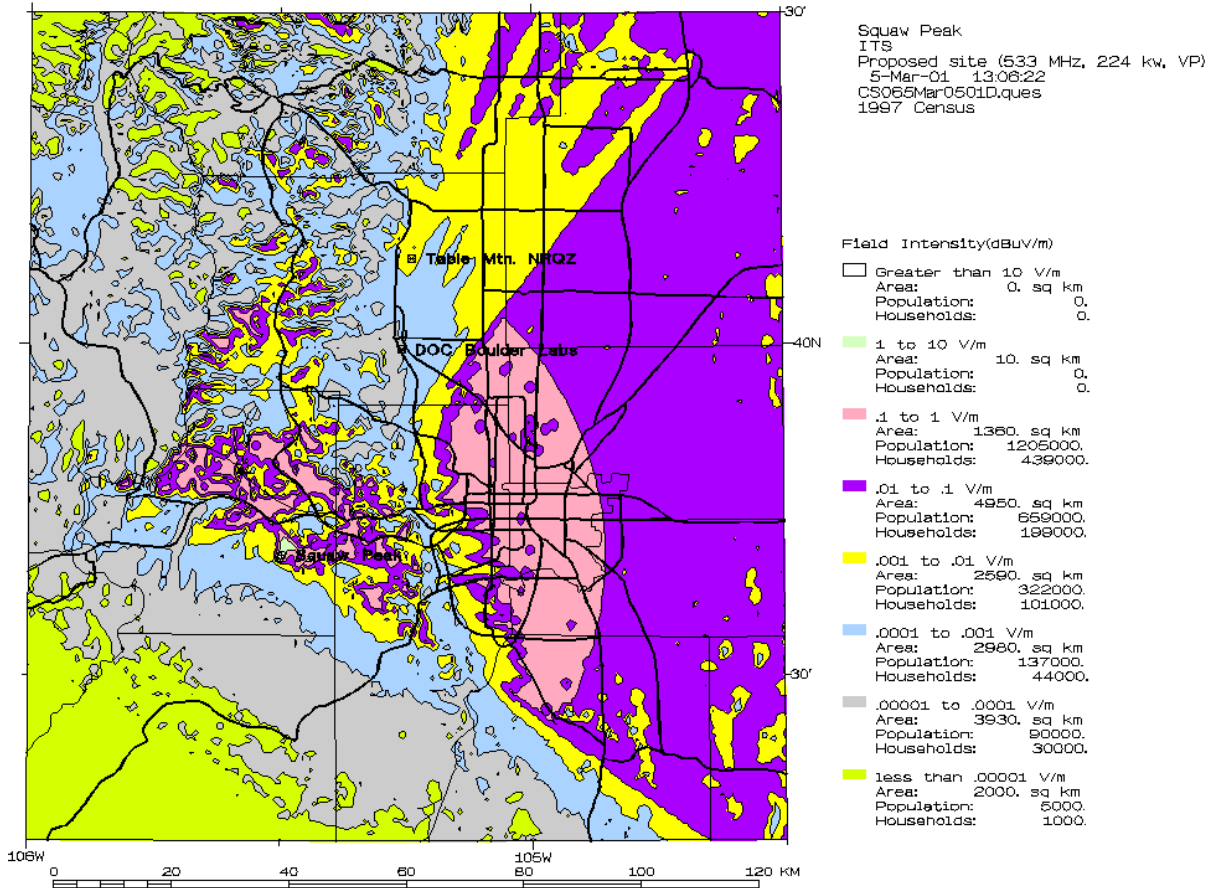 30'
Squaw Peak
ITS
Proposed site (533 MHz, 224 kw, VP)
5-Mar-01 13:06:22
CS065Mar0501D.ques
1997 Census
Table Mtn. NRQZ
40N
DOC Boulder Labs
Squaw Peak
30'
106W
105W
0 20 40 60 80 100 120 KM
Field Intensity(dBuV/m)
Greater than 10 V/m
Area: 0. sq km
Population: 0.
Households: 0.
1 to 10 V/m
Area: 10. sq km
Population: 0.
Households: 0.
.1 to 1 V/m
Area: 1360. sq km
Population: 1205000.
Households: 439000.
.01 to .1 V/m
Area: 4950. sq km
Population: 659000.
Households: 199000.
.001 to .01 V/m
Area: 2590. sq km
Population: 322000.
Households: 101000.
.0001 to .001 V/m
Area: 2980. sq km
Population: 137000.
Households: 44000.
.00001 to .0001 V/m
Area: 3930. sq km
Population: 90000.
Households: 30000.
less than .00001 V/m
Area: 2000. sq km
Population: 5000.
Households: 1000.